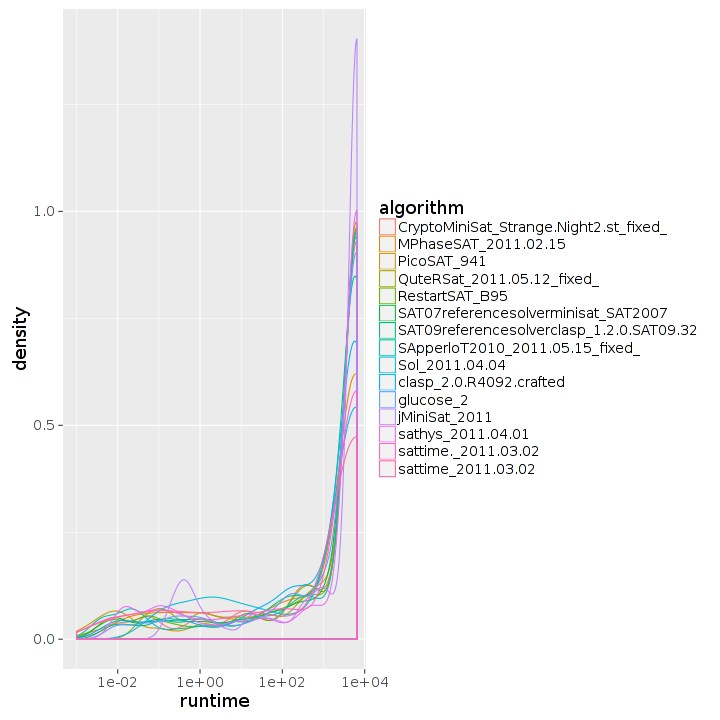 1.0
0.5
0.0
density
1e-02 1e+00 1e+02 1e+04
runtime
algorithm
CryptoMiniSat_Strange.Night2.st_fixed_
MPhaseSAT_2011.02.15
PicoSAT_941
QuteRSat_2011.05.12_fixed_
RestartSAT_B95
SAT07referencesolverminisat_SAT2007
SAT09referencesolverclasp_1.2.0.SAT09.32
SApperloT2010_2011.05.15_fixed_
Sol_2011.04.04
clasp_2.0.R4092.crafted
glucose_2
jMiniSat_2011
sathys_2011.04.01
sattime._2011.03.02
sattime_2011.03.02